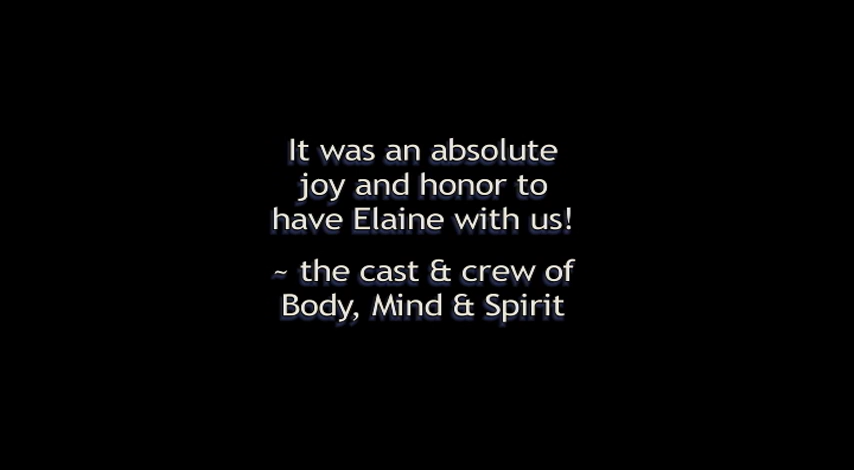 It was an absolute
joy and honor to
have Elaine with us!
~ the cast & crew of
Body, Mind & Spirit